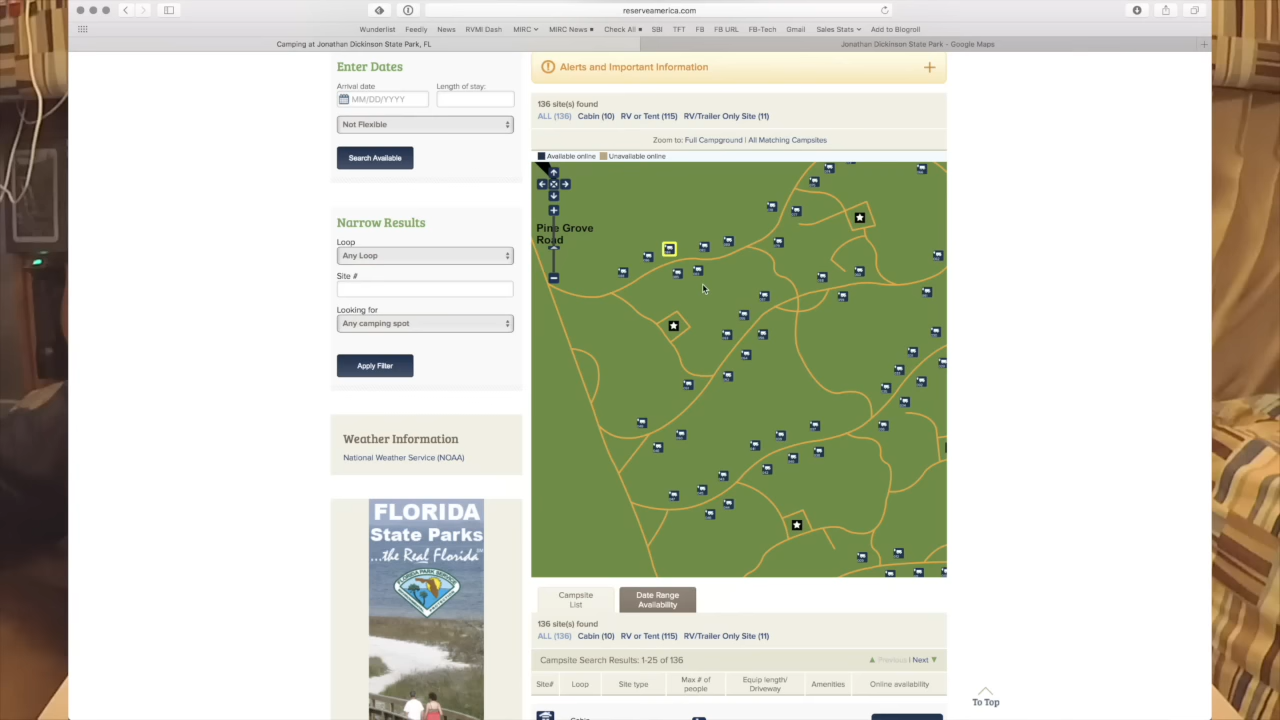 reserveamerica.com
Wunderlist Feedly News RVMI Dash MIRC MIRC News Check All SBI TFT FB FB URL FB-Tech Gmail Sales Stats Add to Blogroll
Camping at Jonathan Dickinson State Park, FL
Jonathan Dickinson State Park - Google Maps
Enter Dates
Arrival date
Length of stay:
MM/DD/YYYY
Not Flexible
Search Available
Narrow Results
Loop
Any Loop
Site #
Looking for
Any camping spot
Apply Filter
Weather Information
National Weather Service (NOAA)
FLORIDA
State Parks
...the Real Florida
Alerts and Important Information
136 site(s) found
ALL (136) Cabin (10) RV or Tent (115) RV/Trailer Only Site (11)
Zoom to: Full Campground | All Matching Campsites
Available online Unavailable online
Pine Grove
Road
Campsite
List
Date Range
Availability
136 site(s) found
ALL (136) Cabin (10) RV or Tent (115) RV/Trailer Only Site (11)
Campsite Search Results: 1-25 of 136
Previous | Next
Site# Loop Site type Max # of people Equip length/ Driveway Amenities Online availability
To Top